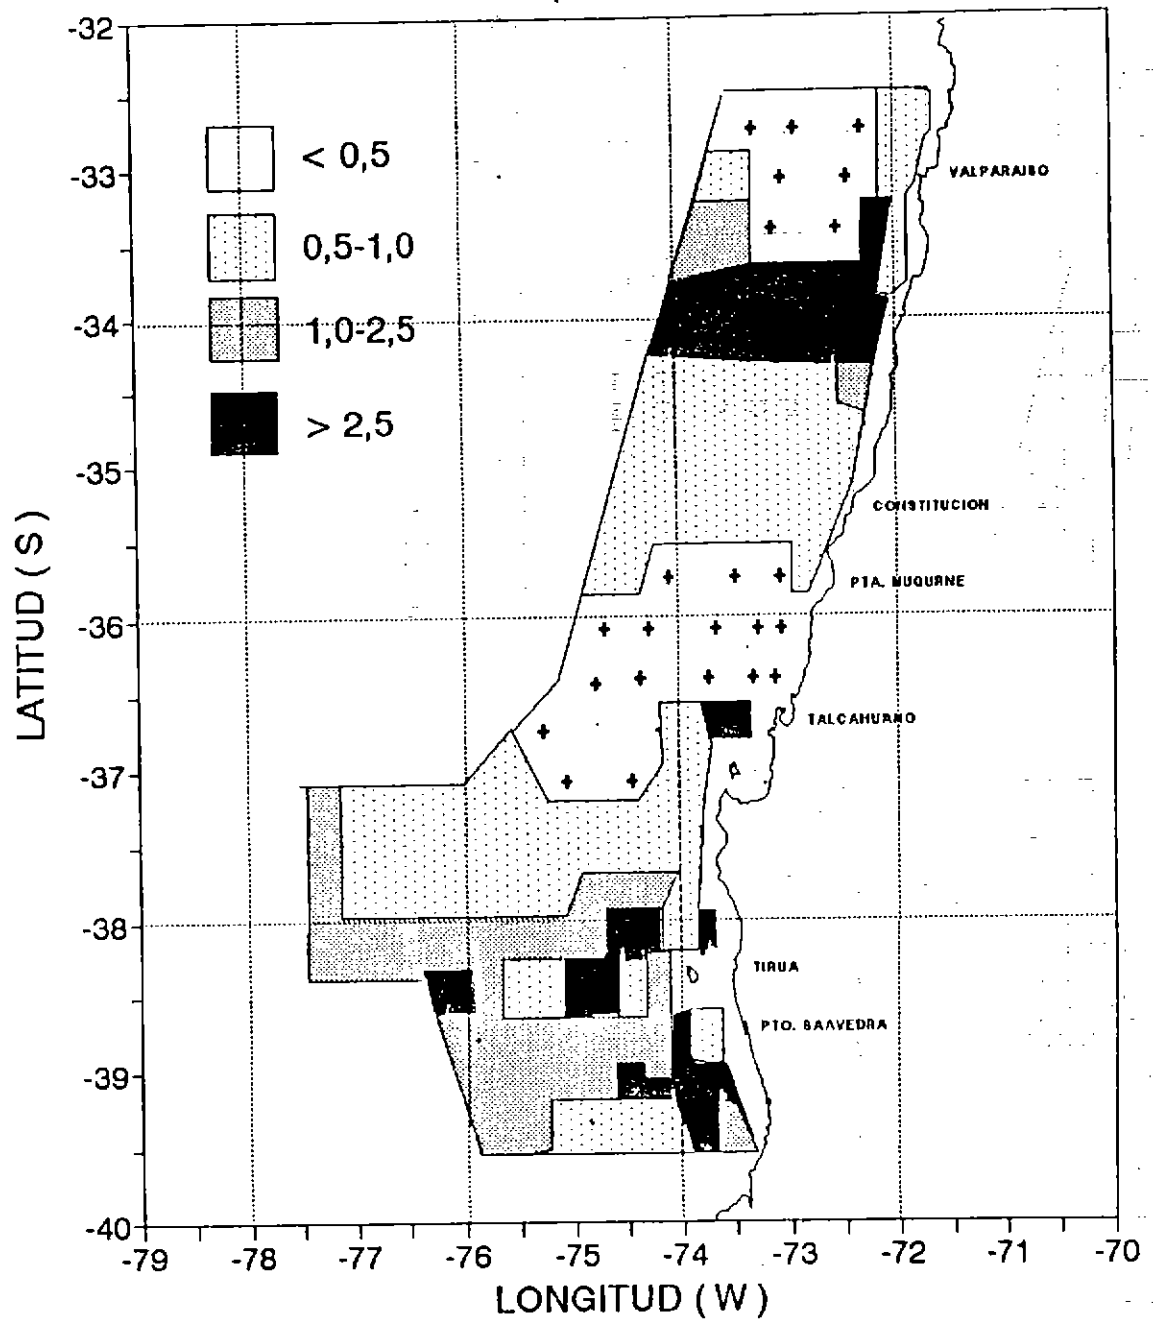 -32
< 0,5
-33
VALPARAISO
0,5-1,0
-34
1,0-2,5
> 2,5
-35
CONSTITUCION
LATITUD ( S )
PTA. NUGURNE
-36
TALCAHUANO
-37
-38
TIRUA
PTO. SAAVEDRA
-39
-40
-79 -78 -77 -76 -75 -74 -73 -72 -71 -70
LONGITUD ( W )